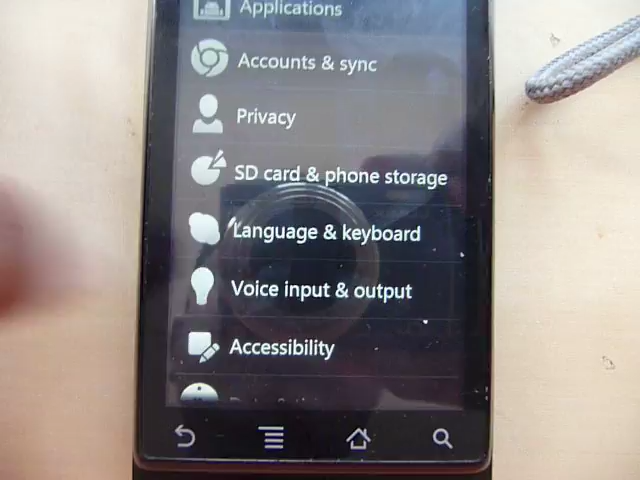 Applications
Accounts & sync
Privacy
SD card & phone storage
Language & keyboard
Voice input & output
Accessibility